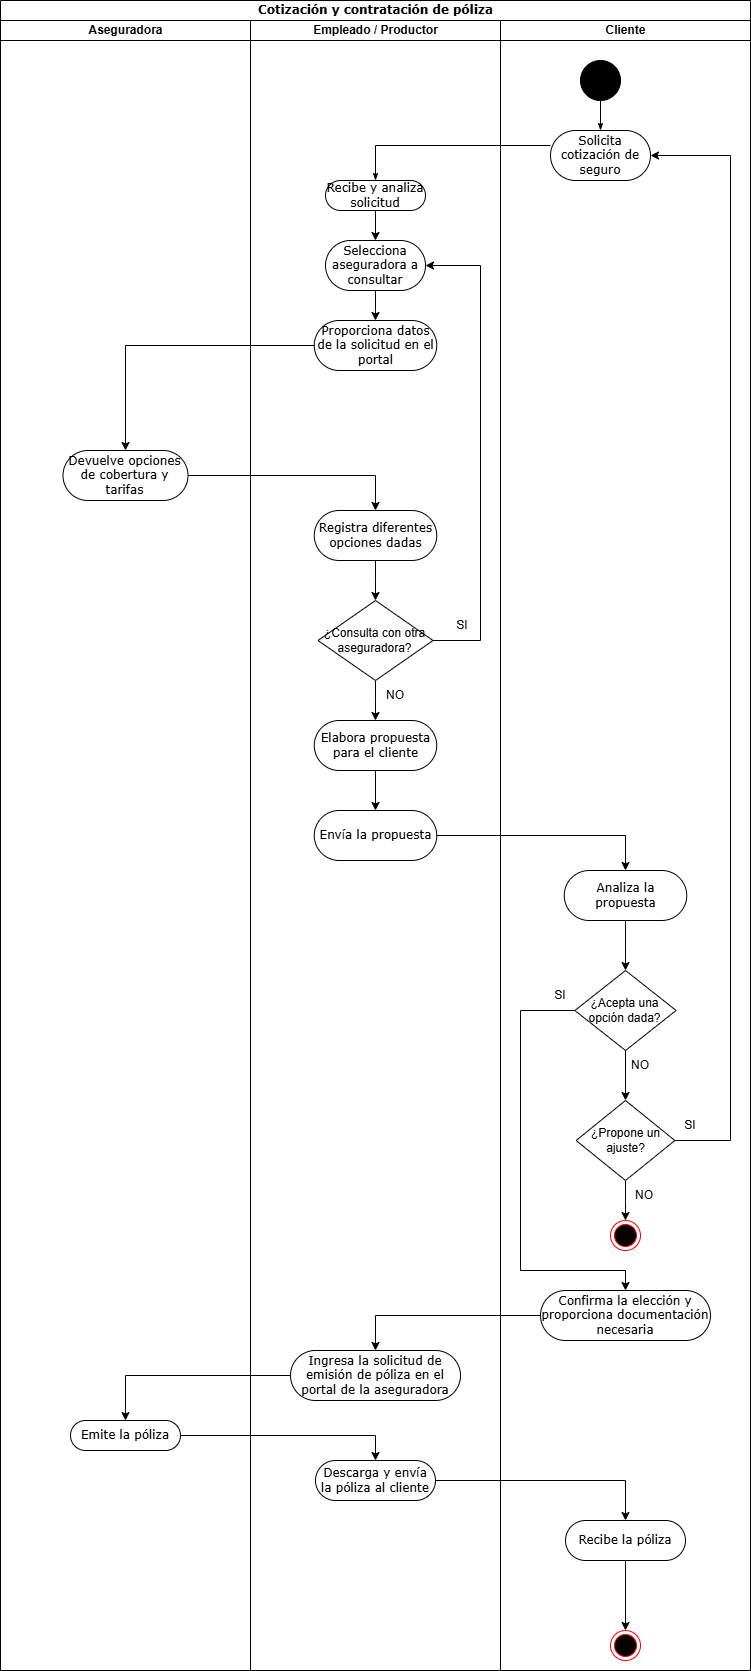 Cotización y contratación de póliza
Aseguradora
Empleado / Productor
Cliente
Solicita
cotización de
seguro
Recibe y analiza
solicitud
Selecciona
aseguradora a
consultar
Proporciona datos
de la solicitud en el
portal
Devuelve opciones
de cobertura y
tarifas
Registra diferentes
opciones dadas
¿Consulta con otra
aseguradora?
SI
NO
Elabora propuesta
para el cliente
Envía la propuesta
Analiza la
propuesta
¿Acepta una
opción dada?
SI
NO
¿Propone un
ajuste?
SI
NO
Confirma la elección y
proporciona documentación
necesaria
Ingresa la solicitud de
emisión de póliza en el
portal de la aseguradora
Emite la póliza
Descarga y envía
la póliza al cliente
Recibe la póliza